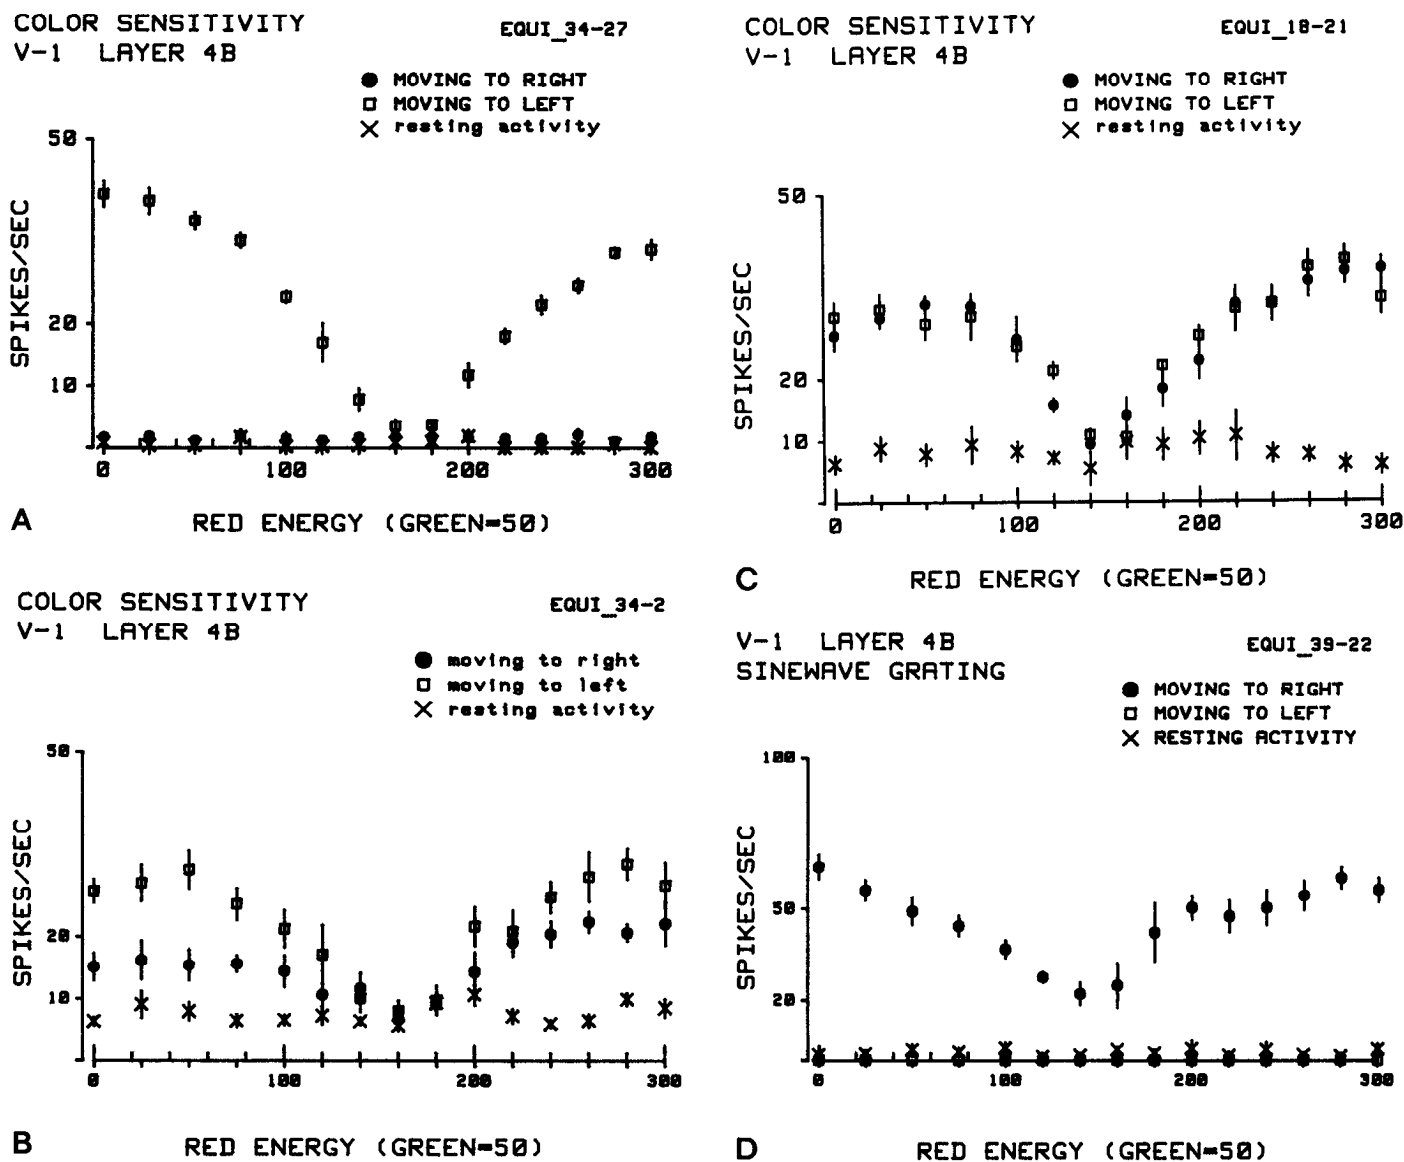 COLOR SENSITIVITY
V-1 LAYER 4B
EQUI_34-27
● MOVING TO RIGHT
□ MOVING TO LEFT
× resting activity
50
20
10
SPIKES/SEC
0 100 200 300
A
RED ENERGY (GREEN=50)
COLOR SENSITIVITY
V-1 LAYER 4B
EQUI_34-2
● moving to right
□ moving to left
× resting activity
50
20
10
SPIKES/SEC
0 100 200 300
B
RED ENERGY (GREEN=50)
COLOR SENSITIVITY
V-1 LAYER 4B
EQUI_18-21
● MOVING TO RIGHT
□ MOVING TO LEFT
× resting activity
50
20
10
SPIKES/SEC
0 100 200 300
C
RED ENERGY (GREEN=50)
V-1 LAYER 4B
SINEWAVE GRATING
EQUI_39-22
● MOVING TO RIGHT
□ MOVING TO LEFT
× RESTING ACTIVITY
100
50
20
SPIKES/SEC
0 100 200 300
D
RED ENERGY (GREEN=50)